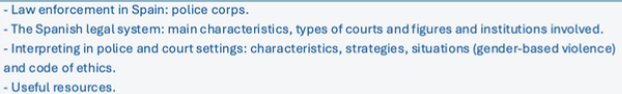 - Law enforcement in Spain: police corps.
- The Spanish legal system: main characteristics, types of courts and figures and institutions involved.
- Interpreting in police and court settings: characteristics, strategies, situations (gender-based violence)
and code of ethics.
- Useful resources.